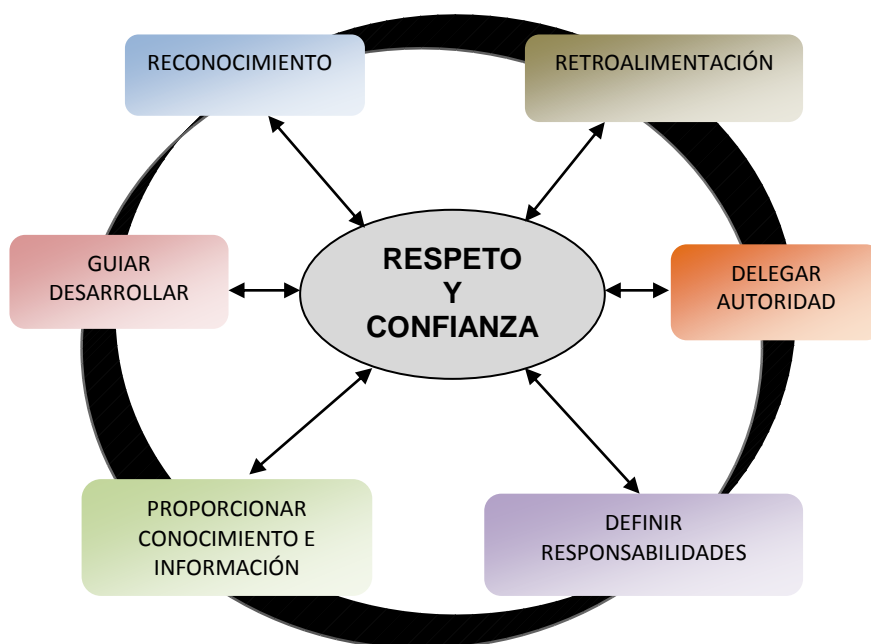 RECONOCIMIENTO
RETROALIMENTACIÓN
GUIAR
DESARROLLAR
RESPETO
Y
CONFIANZA
DELEGAR
AUTORIDAD
PROPORCIONAR
CONOCIMIENTO E
INFORMACIÓN
DEFINIR
RESPONSABILIDADES